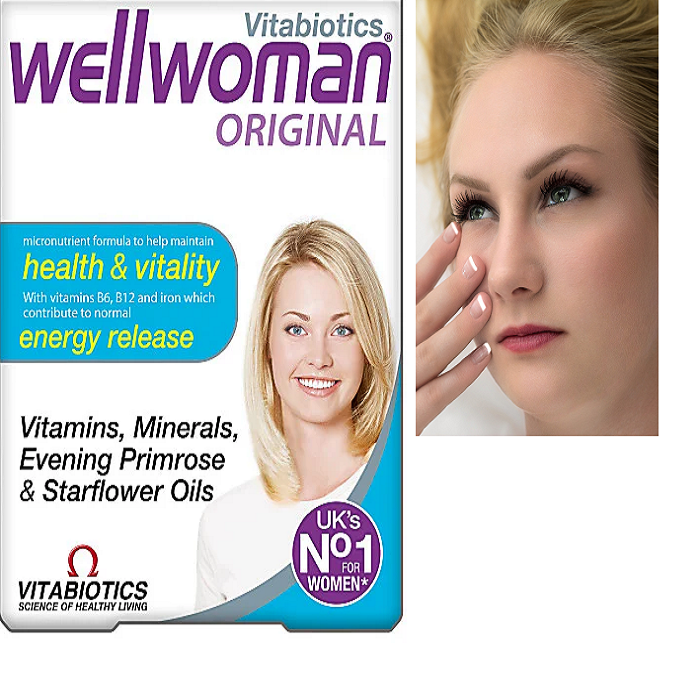 Vitabiotics
wellwoman®
ORIGINAL
micronutrient formula to help maintain
health & vitality
With vitamins B6, B12 and iron which
contribute to normal
energy release
Vitamins, Minerals,
Evening Primrose
& Starflower Oils
UK's
Nº1
FOR
WOMEN*
VITABIOTICS
SCIENCE OF HEALTHY LIVING